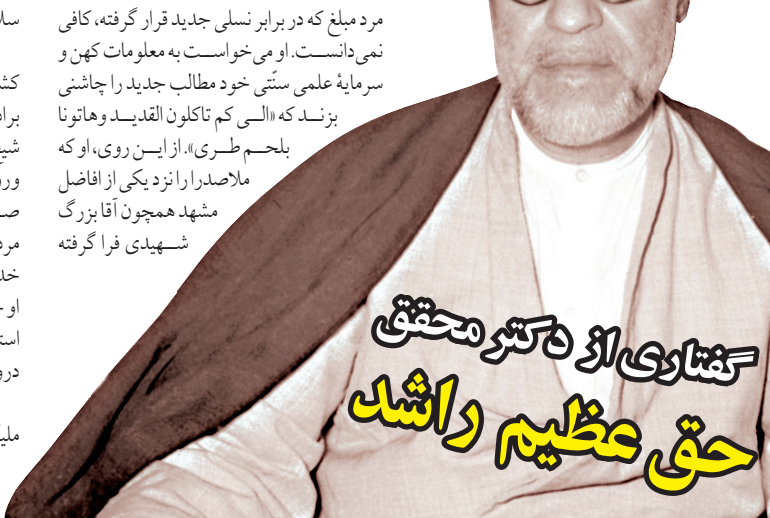 مرد مبلغ که در برابر نسلی جدید قرار گرفته، کافی
نمی‌دانست. او می‌خواست به معلومات کهن و
سرمایهٔ علمی سنّتی خود مطالب جدید را چاشنی
بزند که «الی کم تاکلون القدید وهاتونا
بلحم طری». از این روی، او که
ملاصدرا را نزد یکی از افاضل
مشهد همچون آقا بزرگ
شهیدی فرا گرفته
گفتاری از دکتر محقق
حق عظیم راشد